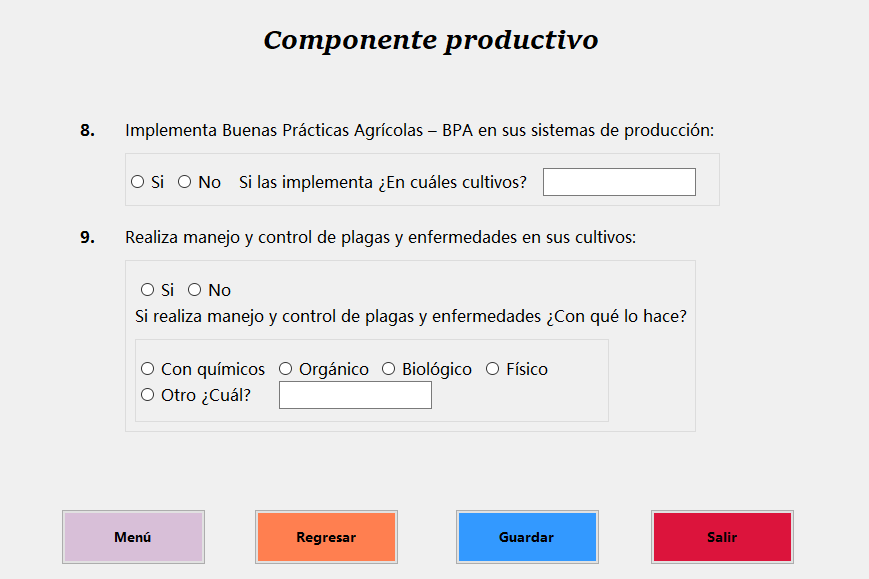 Componente productivo
8. Implementa Buenas Prácticas Agrícolas – BPA en sus sistemas de producción:
Si No Si las implementa ¿En cuáles cultivos?
9. Realiza manejo y control de plagas y enfermedades en sus cultivos:
Si No
Si realiza manejo y control de plagas y enfermedades ¿Con qué lo hace?
Con químicos Orgánico Biológico Físico
Otro ¿Cuál?
Menú Regresar Guardar Salir